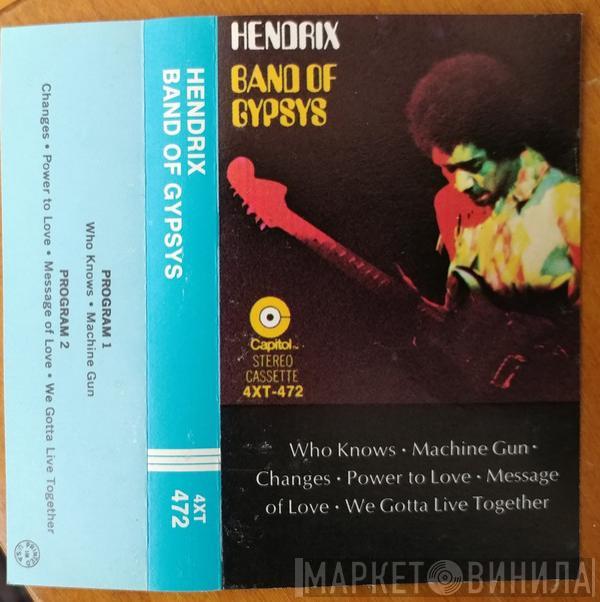 HENDRIX
BAND OF
GYPSYS
Capitol
STEREO
CASSETTE
4XT-472
Who Knows • Machine Gun •
Changes • Power to Love • Message
of Love • We Gotta Live Together
HENDRIX
BAND OF GYPSYS
4XT
472
PROGRAM 1
Who Knows • Machine Gun
PROGRAM 2
Changes • Power to Love • Message of Love • We Gotta Live Together
МАРКЕТ ВИНИЛА